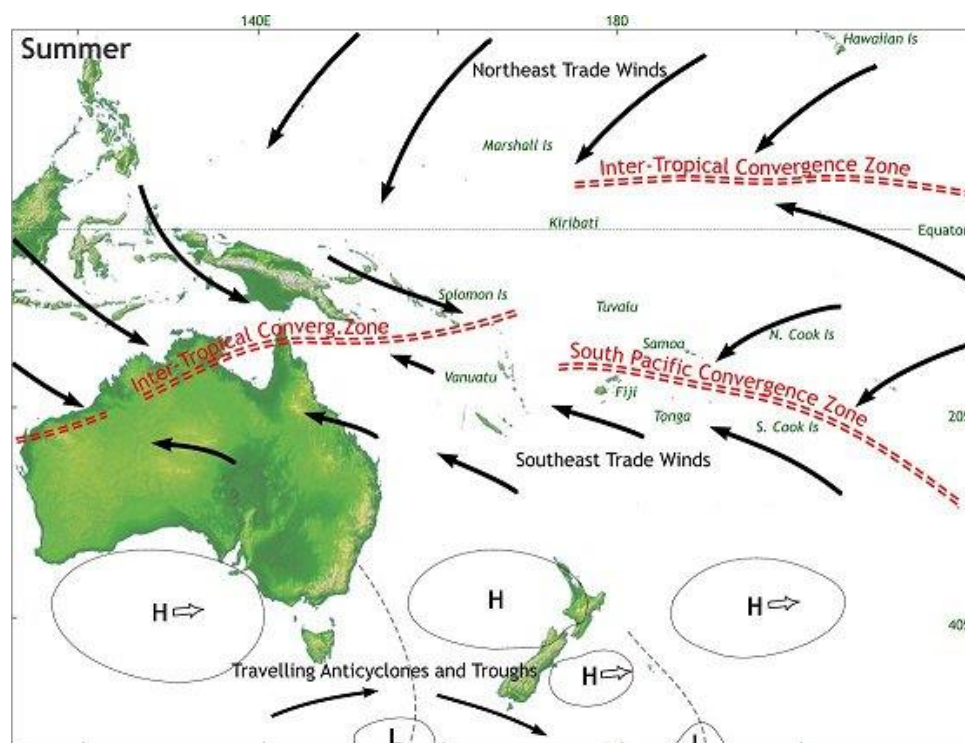 140E
180
Summer
Hawaiian Is
Northeast Trade Winds
Marshall Is
Inter-Tropical Convergence Zone
Kiribati
Equator
Solomon Is
Tuvalu
Inter-Tropical Converg.Zone
Samoa
N. Cook Is
South Pacific Convergence Zone
Vanuatu
Fiji
Tonga
S. Cook Is
20S
Southeast Trade Winds
H
H
H
40S
Travelling Anticyclones and Troughs
H
L
L